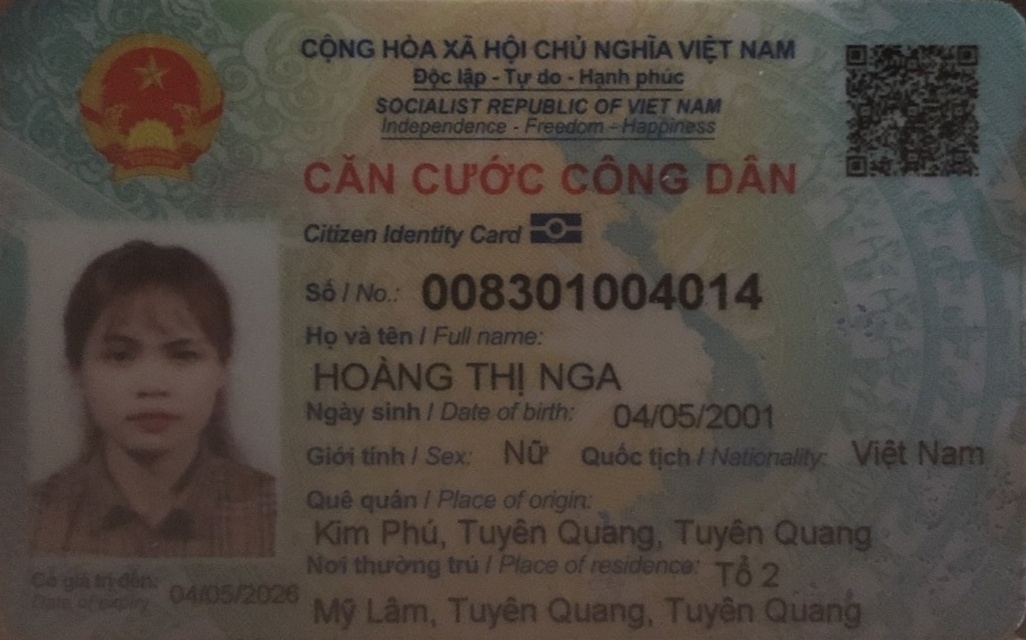 CỘNG HÒA XÃ HỘI CHỦ NGHĨA VIỆT NAM
Độc lập - Tự do - Hạnh phúc
SOCIALIST REPUBLIC OF VIET NAM
Independence - Freedom - Happiness
CĂN CƯỚC CÔNG DÂN
Citizen Identity Card
Số / No.: 008301004014
Họ và tên / Full name:
HOÀNG THỊ NGA
Ngày sinh / Date of birth: 04/05/2001
Giới tính / Sex: Nữ Quốc tịch / Nationality: Việt Nam
Quê quán / Place of origin:
Kim Phú, Tuyên Quang, Tuyên Quang
Nơi thường trú / Place of residence: Tổ 2
Mỹ Lâm, Tuyên Quang, Tuyên Quang
Có giá trị đến: 04/05/2026
Date of expiry